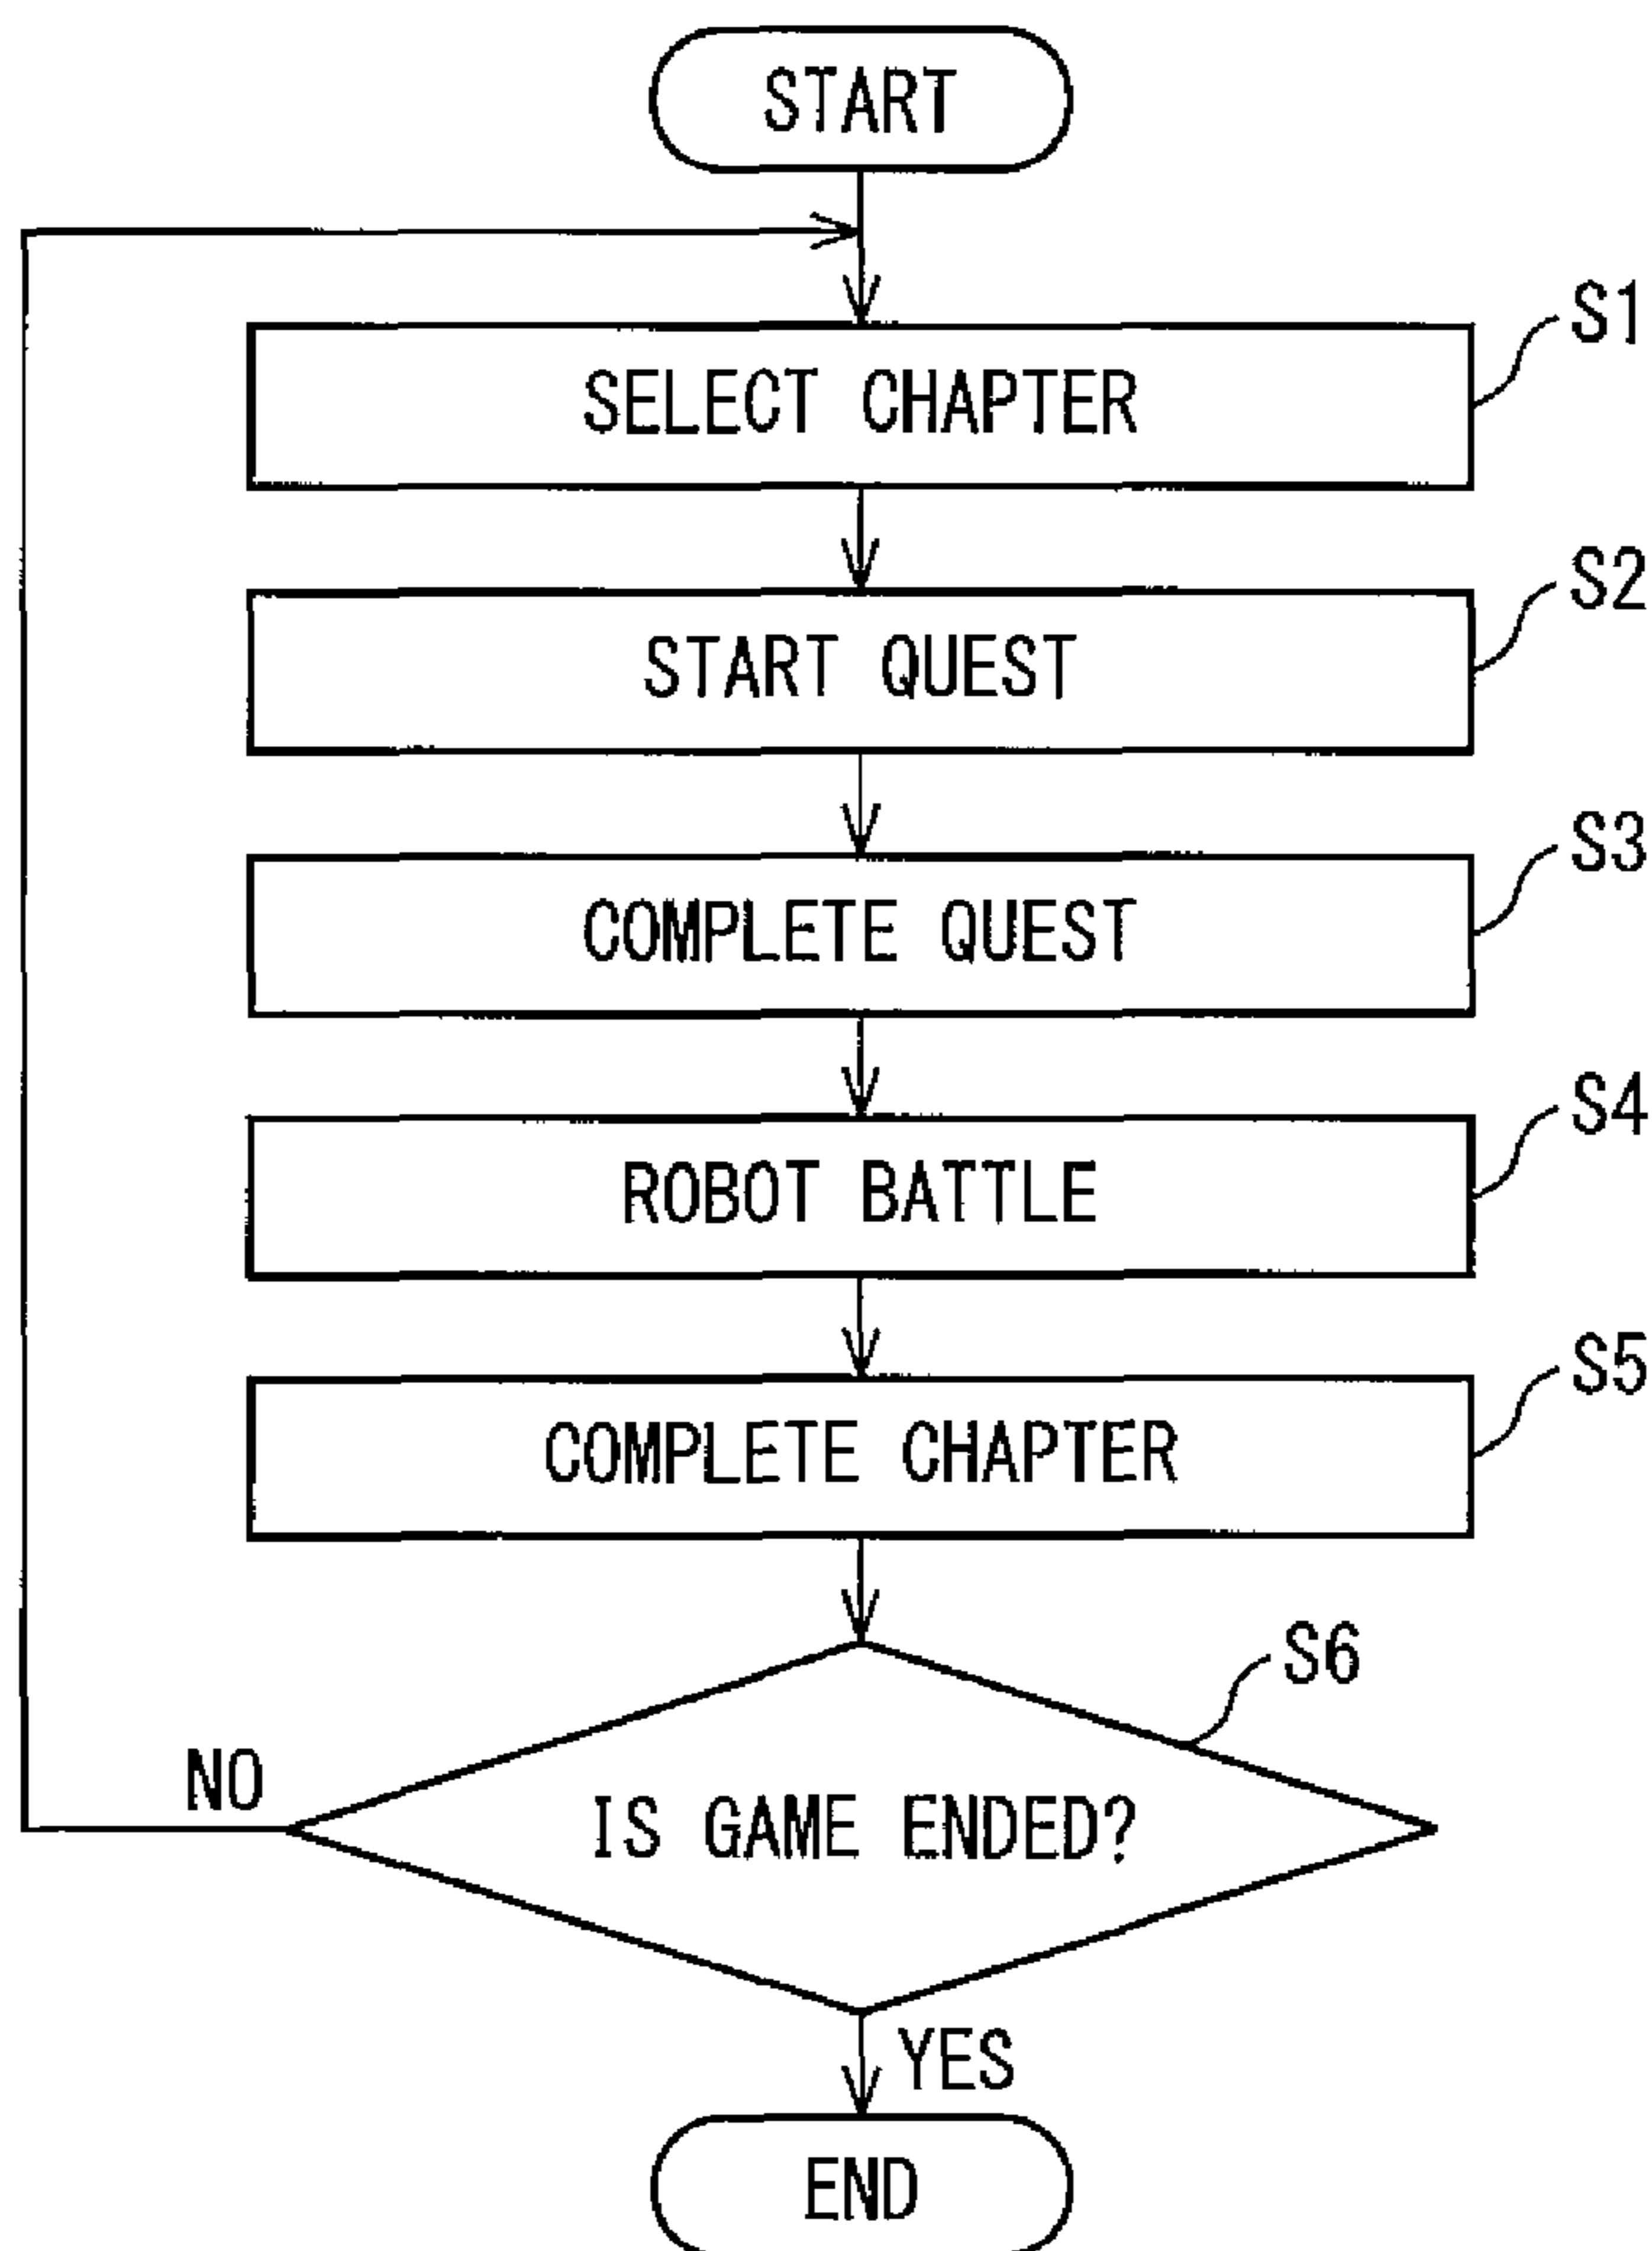 START
S1
SELECT CHAPTER
S2
START QUEST
S3
COMPLETE QUEST
S4
ROBOT BATTLE
S5
COMPLETE CHAPTER
S6
NO
IS GAME ENDED?
YES
END